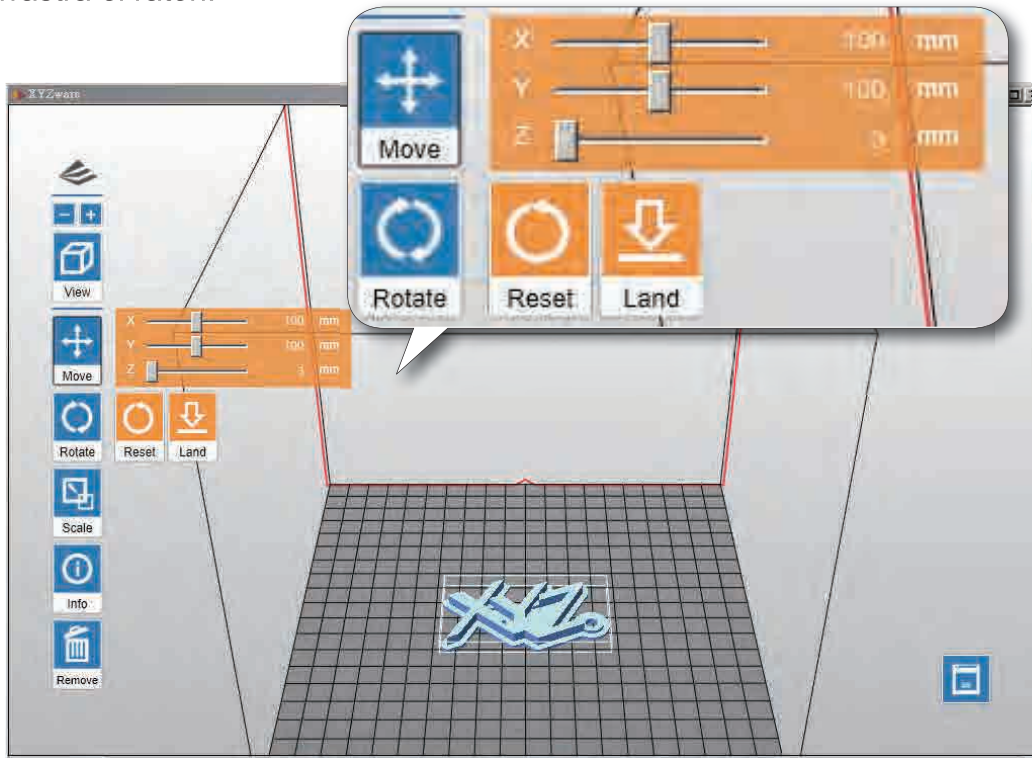 X 100 mm
Y 100 mm
Z mm
Move
Rotate Reset Land
XYZware
- +
View
X 100 mm
Y 100 mm
Z mm
Move
Rotate Reset Land
Scale
Info
Remove
XYZ